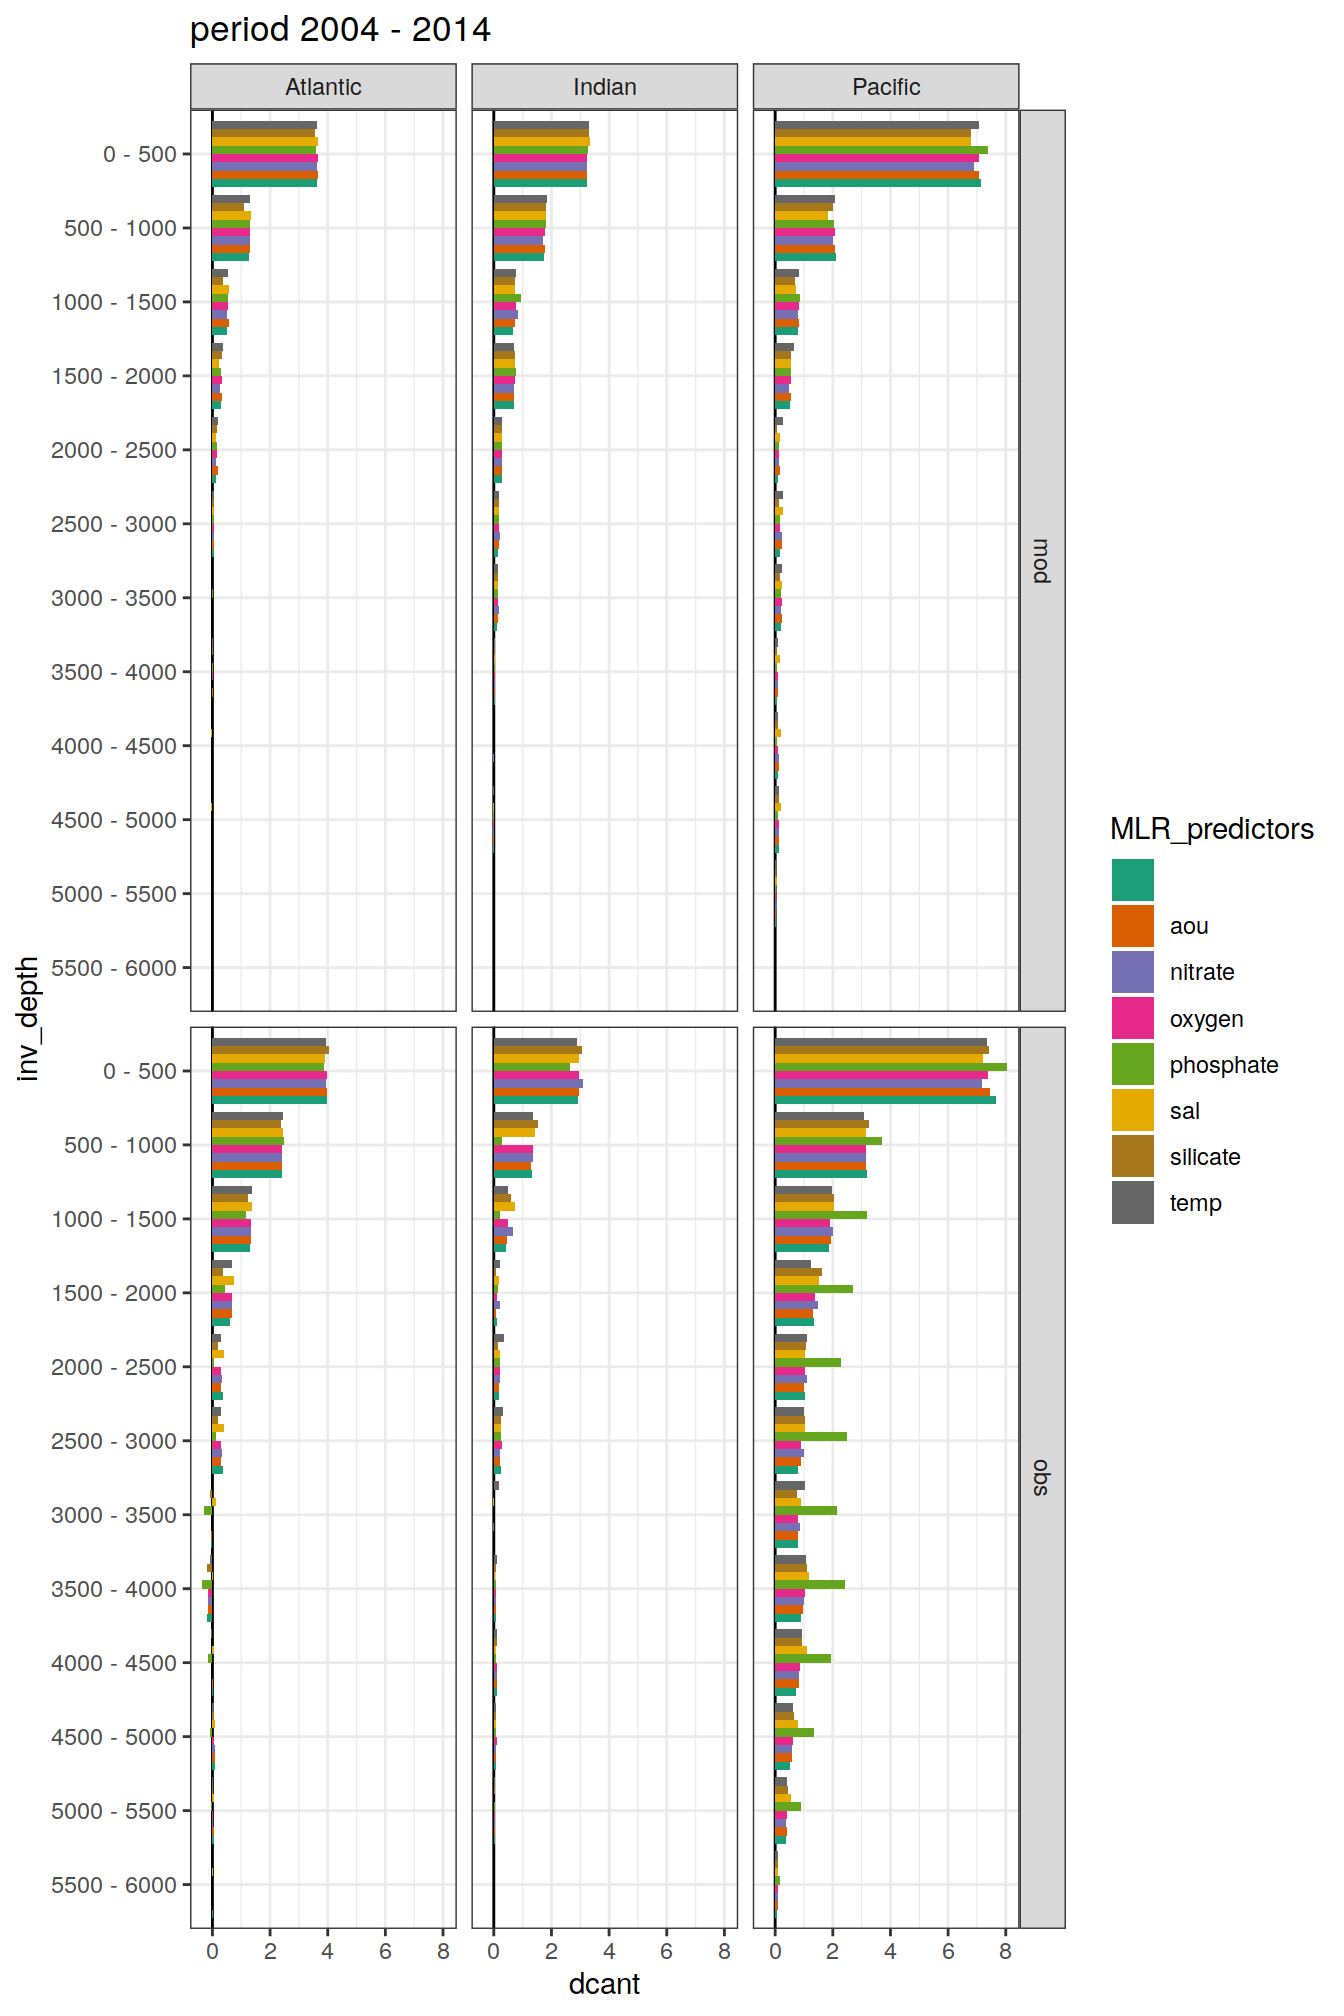 period 2004 - 2014
Atlantic
Indian
Pacific
0 - 500
500 - 1000
1000 - 1500
1500 - 2000
2000 - 2500
2500 - 3000
3000 - 3500
3500 - 4000
4000 - 4500
4500 - 5000
5000 - 5500
5500 - 6000
mod
inv_depth
0 - 500
500 - 1000
1000 - 1500
1500 - 2000
2000 - 2500
2500 - 3000
3000 - 3500
3500 - 4000
4000 - 4500
4500 - 5000
5000 - 5500
5500 - 6000
obs
0 2 4 6 8
0 2 4 6 8
0 2 4 6 8
dcant
MLR_predictors
aou
nitrate
oxygen
phosphate
sal
silicate
temp